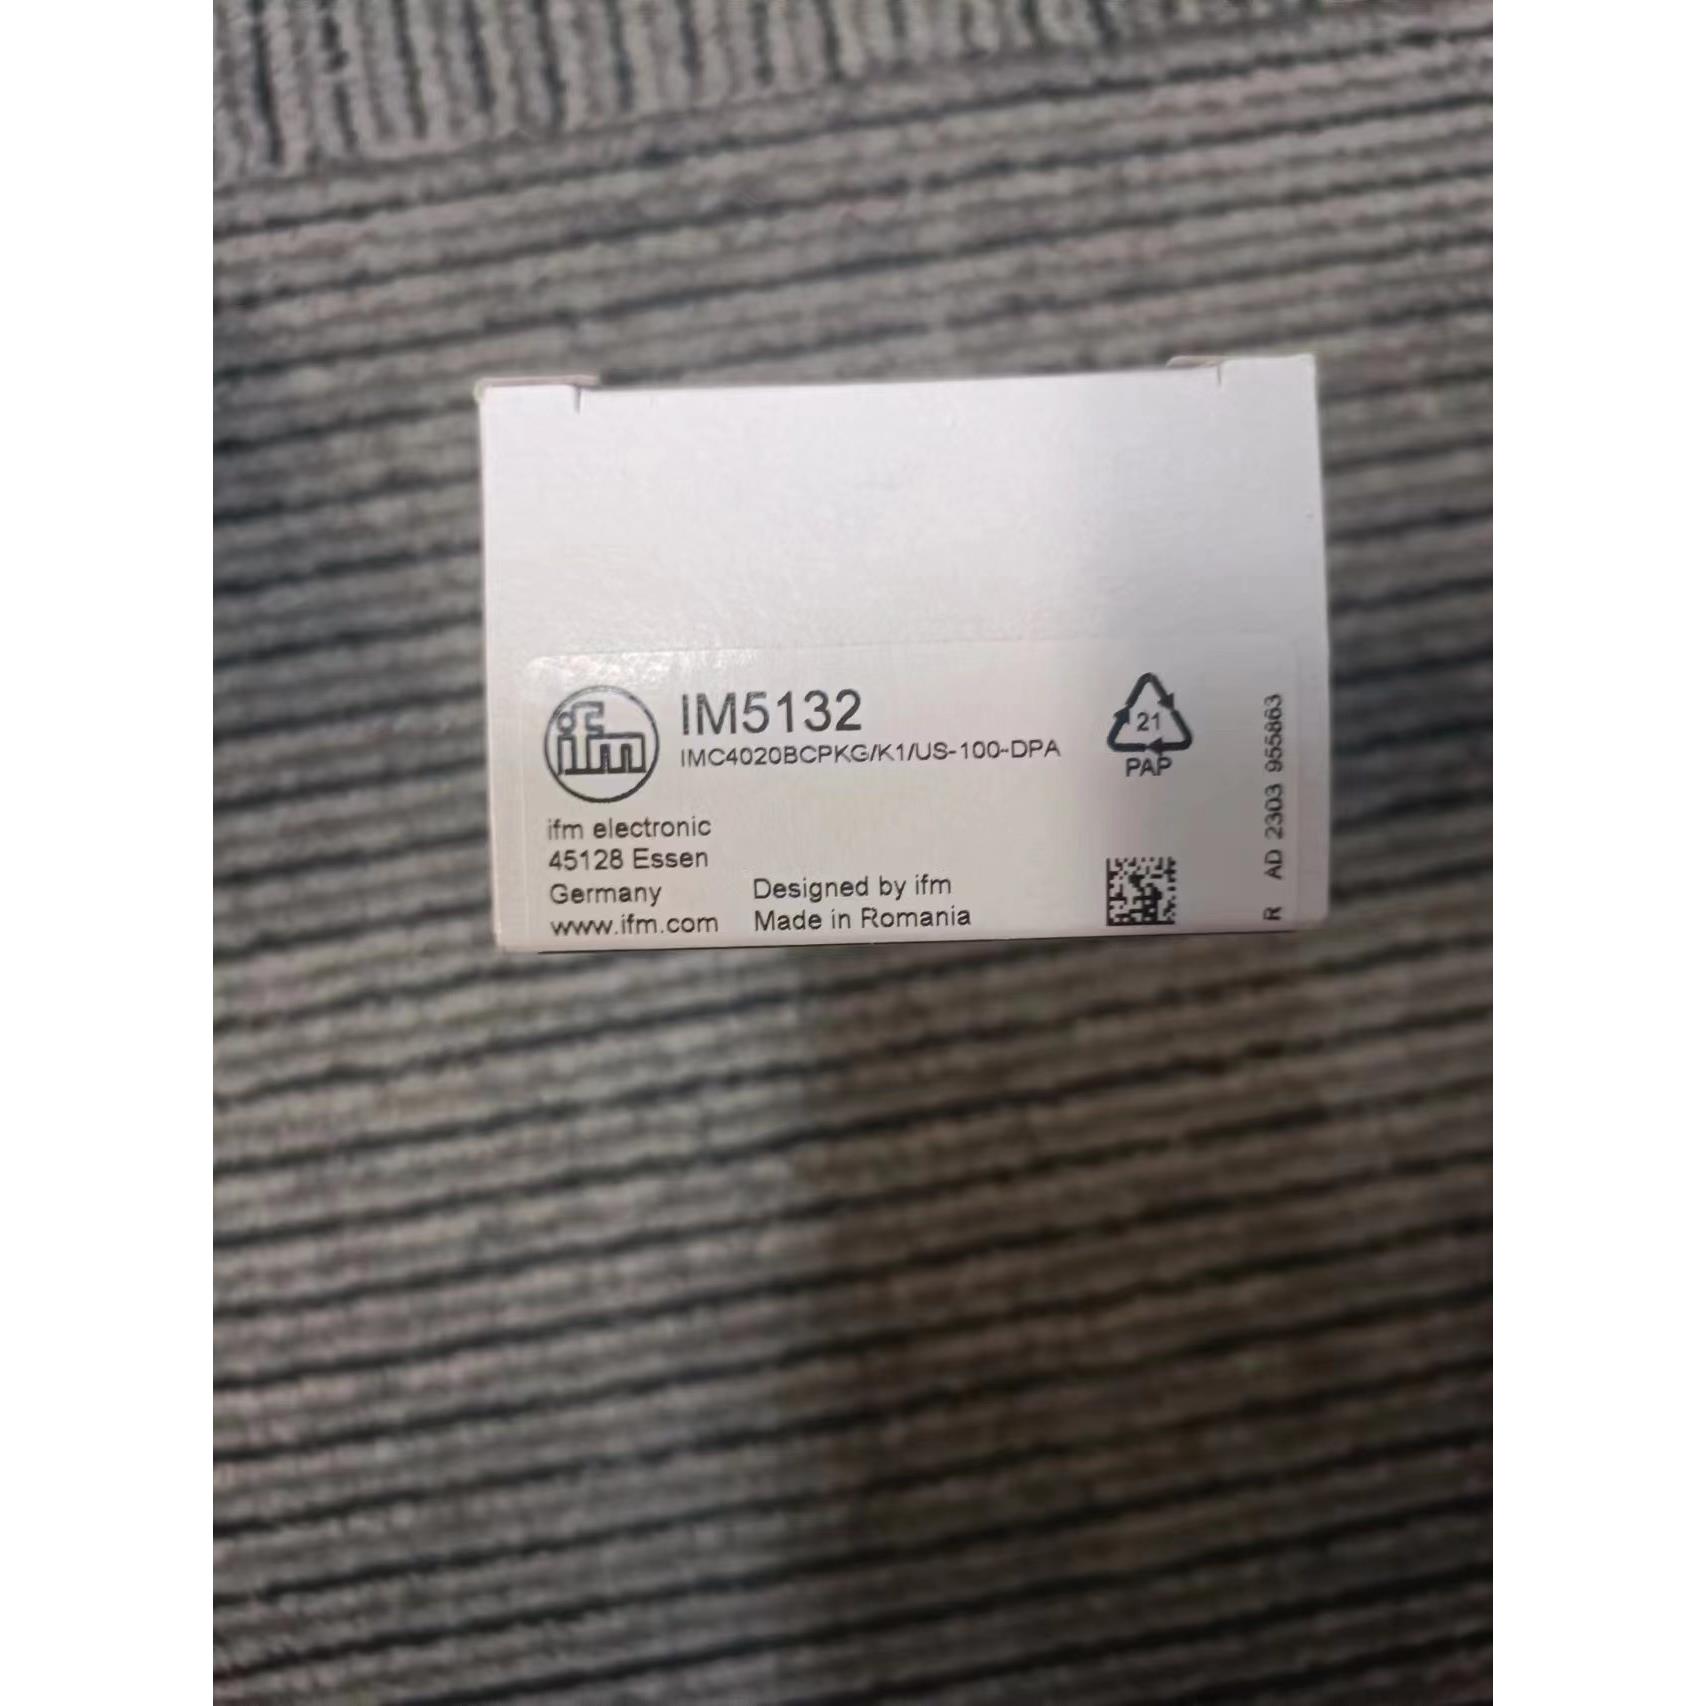 ifm
IM5132
IMC4020BCPKG/K1/US-100-DPA
21
PAP
ifm electronic
45128 Essen
Germany
www.ifm.com
Designed by ifm
Made in Romania
R AD 2303 955863